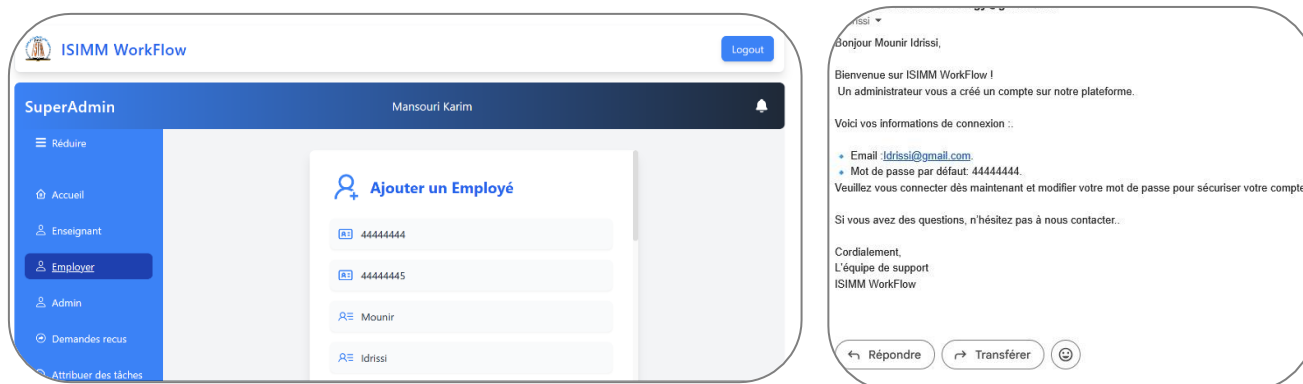 ISIMM WorkFlow
Logout
SuperAdmin
Mansouri Karim
Réduire
Accueil
Enseignant
Employer
Admin
Demandes recus
Attribuer des tâches
Ajouter un Employé
44444444
44444445
Mounir
Idrissi
Bonjour Mounir Idrissi,
Bienvenue sur ISIMM WorkFlow !
Un administrateur vous a créé un compte sur notre plateforme.
Voici vos informations de connexion :.
Email :Idrissi@gmail.com.
Mot de passe par défaut: 44444444.
Veuillez vous connecter dès maintenant et modifier votre mot de passe pour sécuriser votre compte
Si vous avez des questions, n'hésitez pas à nous contacter..
Cordialement,
L'équipe de support
ISIMM WorkFlow
Répondre
Transférer